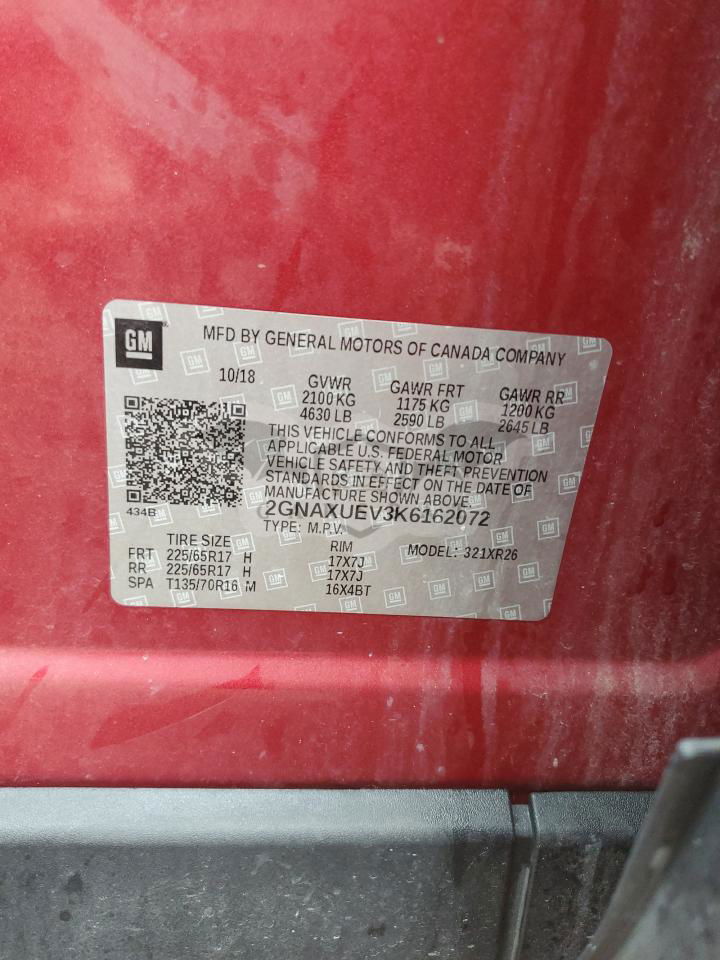 GM
MFD BY GENERAL MOTORS OF CANADA COMPANY
10/18 GVWR GAWR FRT GAWR RR
2100 KG 1175 KG 1200 KG
4630 LB 2590 LB 2645 LB
THIS VEHICLE CONFORMS TO ALL
APPLICABLE U.S. FEDERAL MOTOR
VEHICLE SAFETY AND THEFT PREVENTION
STANDARDS IN EFFECT ON THE DATE OF
MANUFACTURE SHOWN ABOVE.
434B 2GNAXUEV3K6162072
TYPE: M.P.V.
TIRE SIZE RIM MODEL: 321XR26
FRT 225/65R17 H 17X7J
RR 225/65R17 H 17X7J
SPA T135/70R16 M 16X4BT